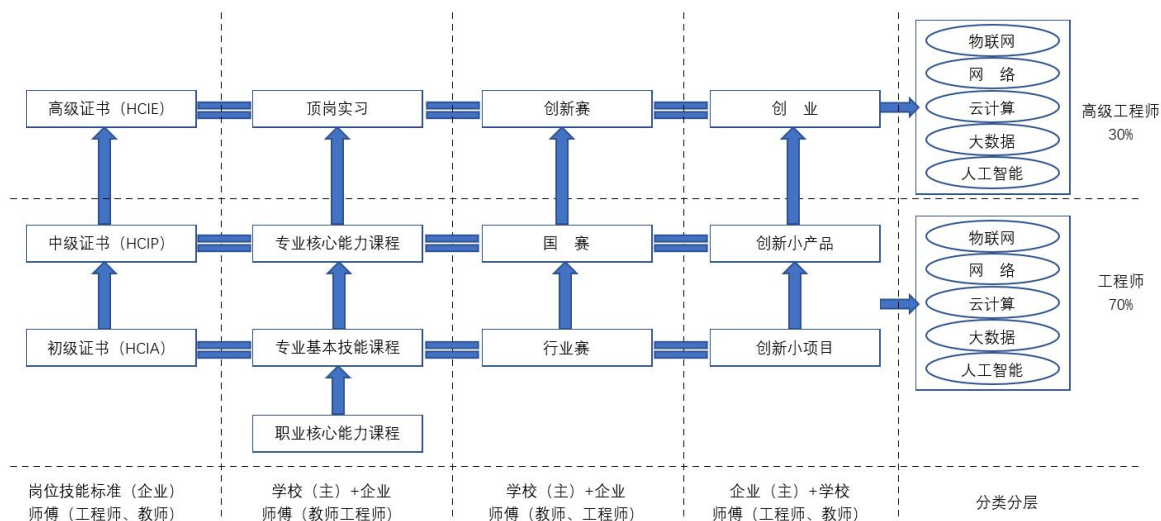 物联网
网 络
云计算
大数据
人工智能
高级工程师
30%
高级证书（HCIE）
顶岗实习
创新赛
创 业
中级证书（HCIP）
专业核心能力课程
国 赛
创新小产品
物联网
网 络
云计算
大数据
人工智能
工程师
70%
初级证书（HCIA）
专业基本技能课程
行业赛
创新小项目
职业核心能力课程
岗位技能标准（企业）
师傅（工程师、教师）
学校（主）+企业
师傅（教师工程师）
学校（主）+企业
师傅（教师、工程师）
企业（主）+学校
师傅（工程师、教师）
分类分层